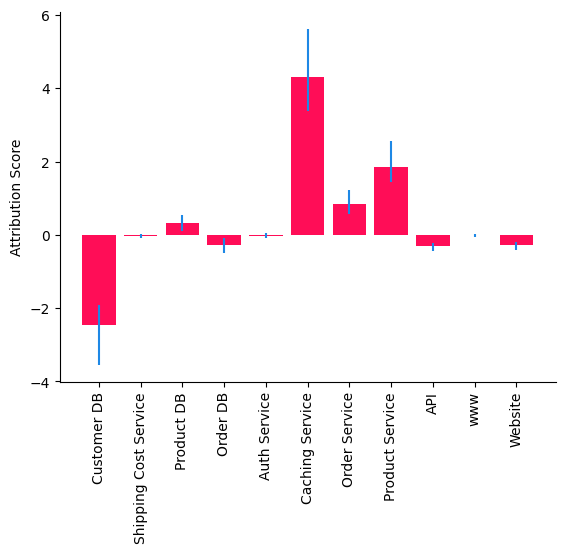 6
4
2
0
−2
−4
Attribution Score
Customer DB
Shipping Cost Service
Product DB
Order DB
Auth Service
Caching Service
Order Service
Product Service
API
www
Website